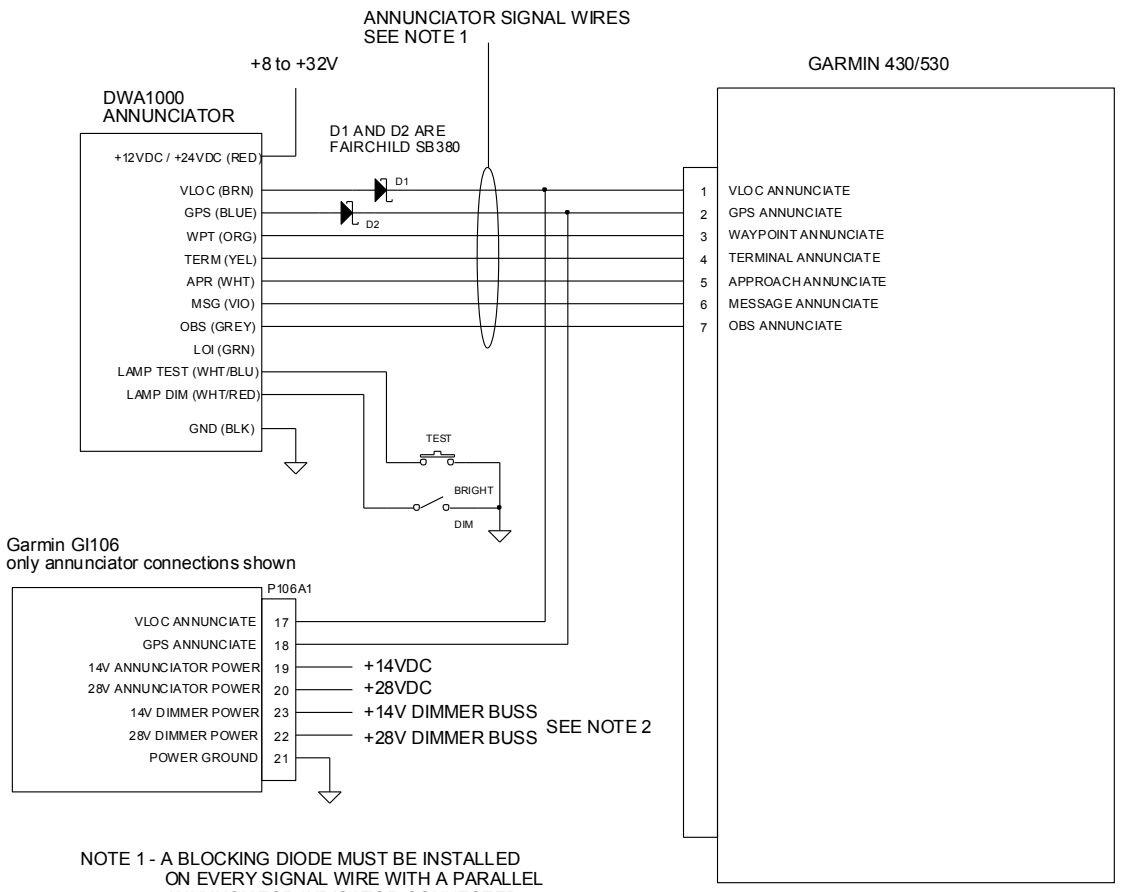 ANNUNCIATOR SIGNAL WIRES
SEE NOTE 1
+8 to +32V
GARMIN 430/530
DWA1000
ANNUNCIATOR
D1 AND D2 ARE
FAIRCHILD SB380
+12VDC / +24VDC (RED)
VLOC (BRN)
GPS (BLUE)
WPT (ORG)
TERM (YEL)
APR (WHT)
MSG (VIO)
OBS (GREY)
LOI (GRN)
LAMP TEST (WHT/BLU)
LAMP DIM (WHT/RED)
GND (BLK)
D1
D2
1 VLOC ANNUNCIATE
2 GPS ANNUNCIATE
3 WAYPOINT ANNUNCIATE
4 TERMINAL ANNUNCIATE
5 APPROACH ANNUNCIATE
6 MESSAGE ANNUNCIATE
7 OBS ANNUNCIATE
TEST
BRIGHT
DIM
Garmin GI106
only annunciator connections shown
P106A1
VLOC ANNUNCIATE 17
GPS ANNUNCIATE 18
14V ANNUNCIATOR POWER 19 +14VDC
28V ANNUNCIATOR POWER 20 +28VDC
14V DIMMER POWER 23 +14V DIMMER BUSS
28V DIMMER POWER 22 +28V DIMMER BUSS
SEE NOTE 2
POWER GROUND 21
NOTE 1 - A BLOCKING DIODE MUST BE INSTALLED
ON EVERY SIGNAL WIRE WITH A PARALLEL